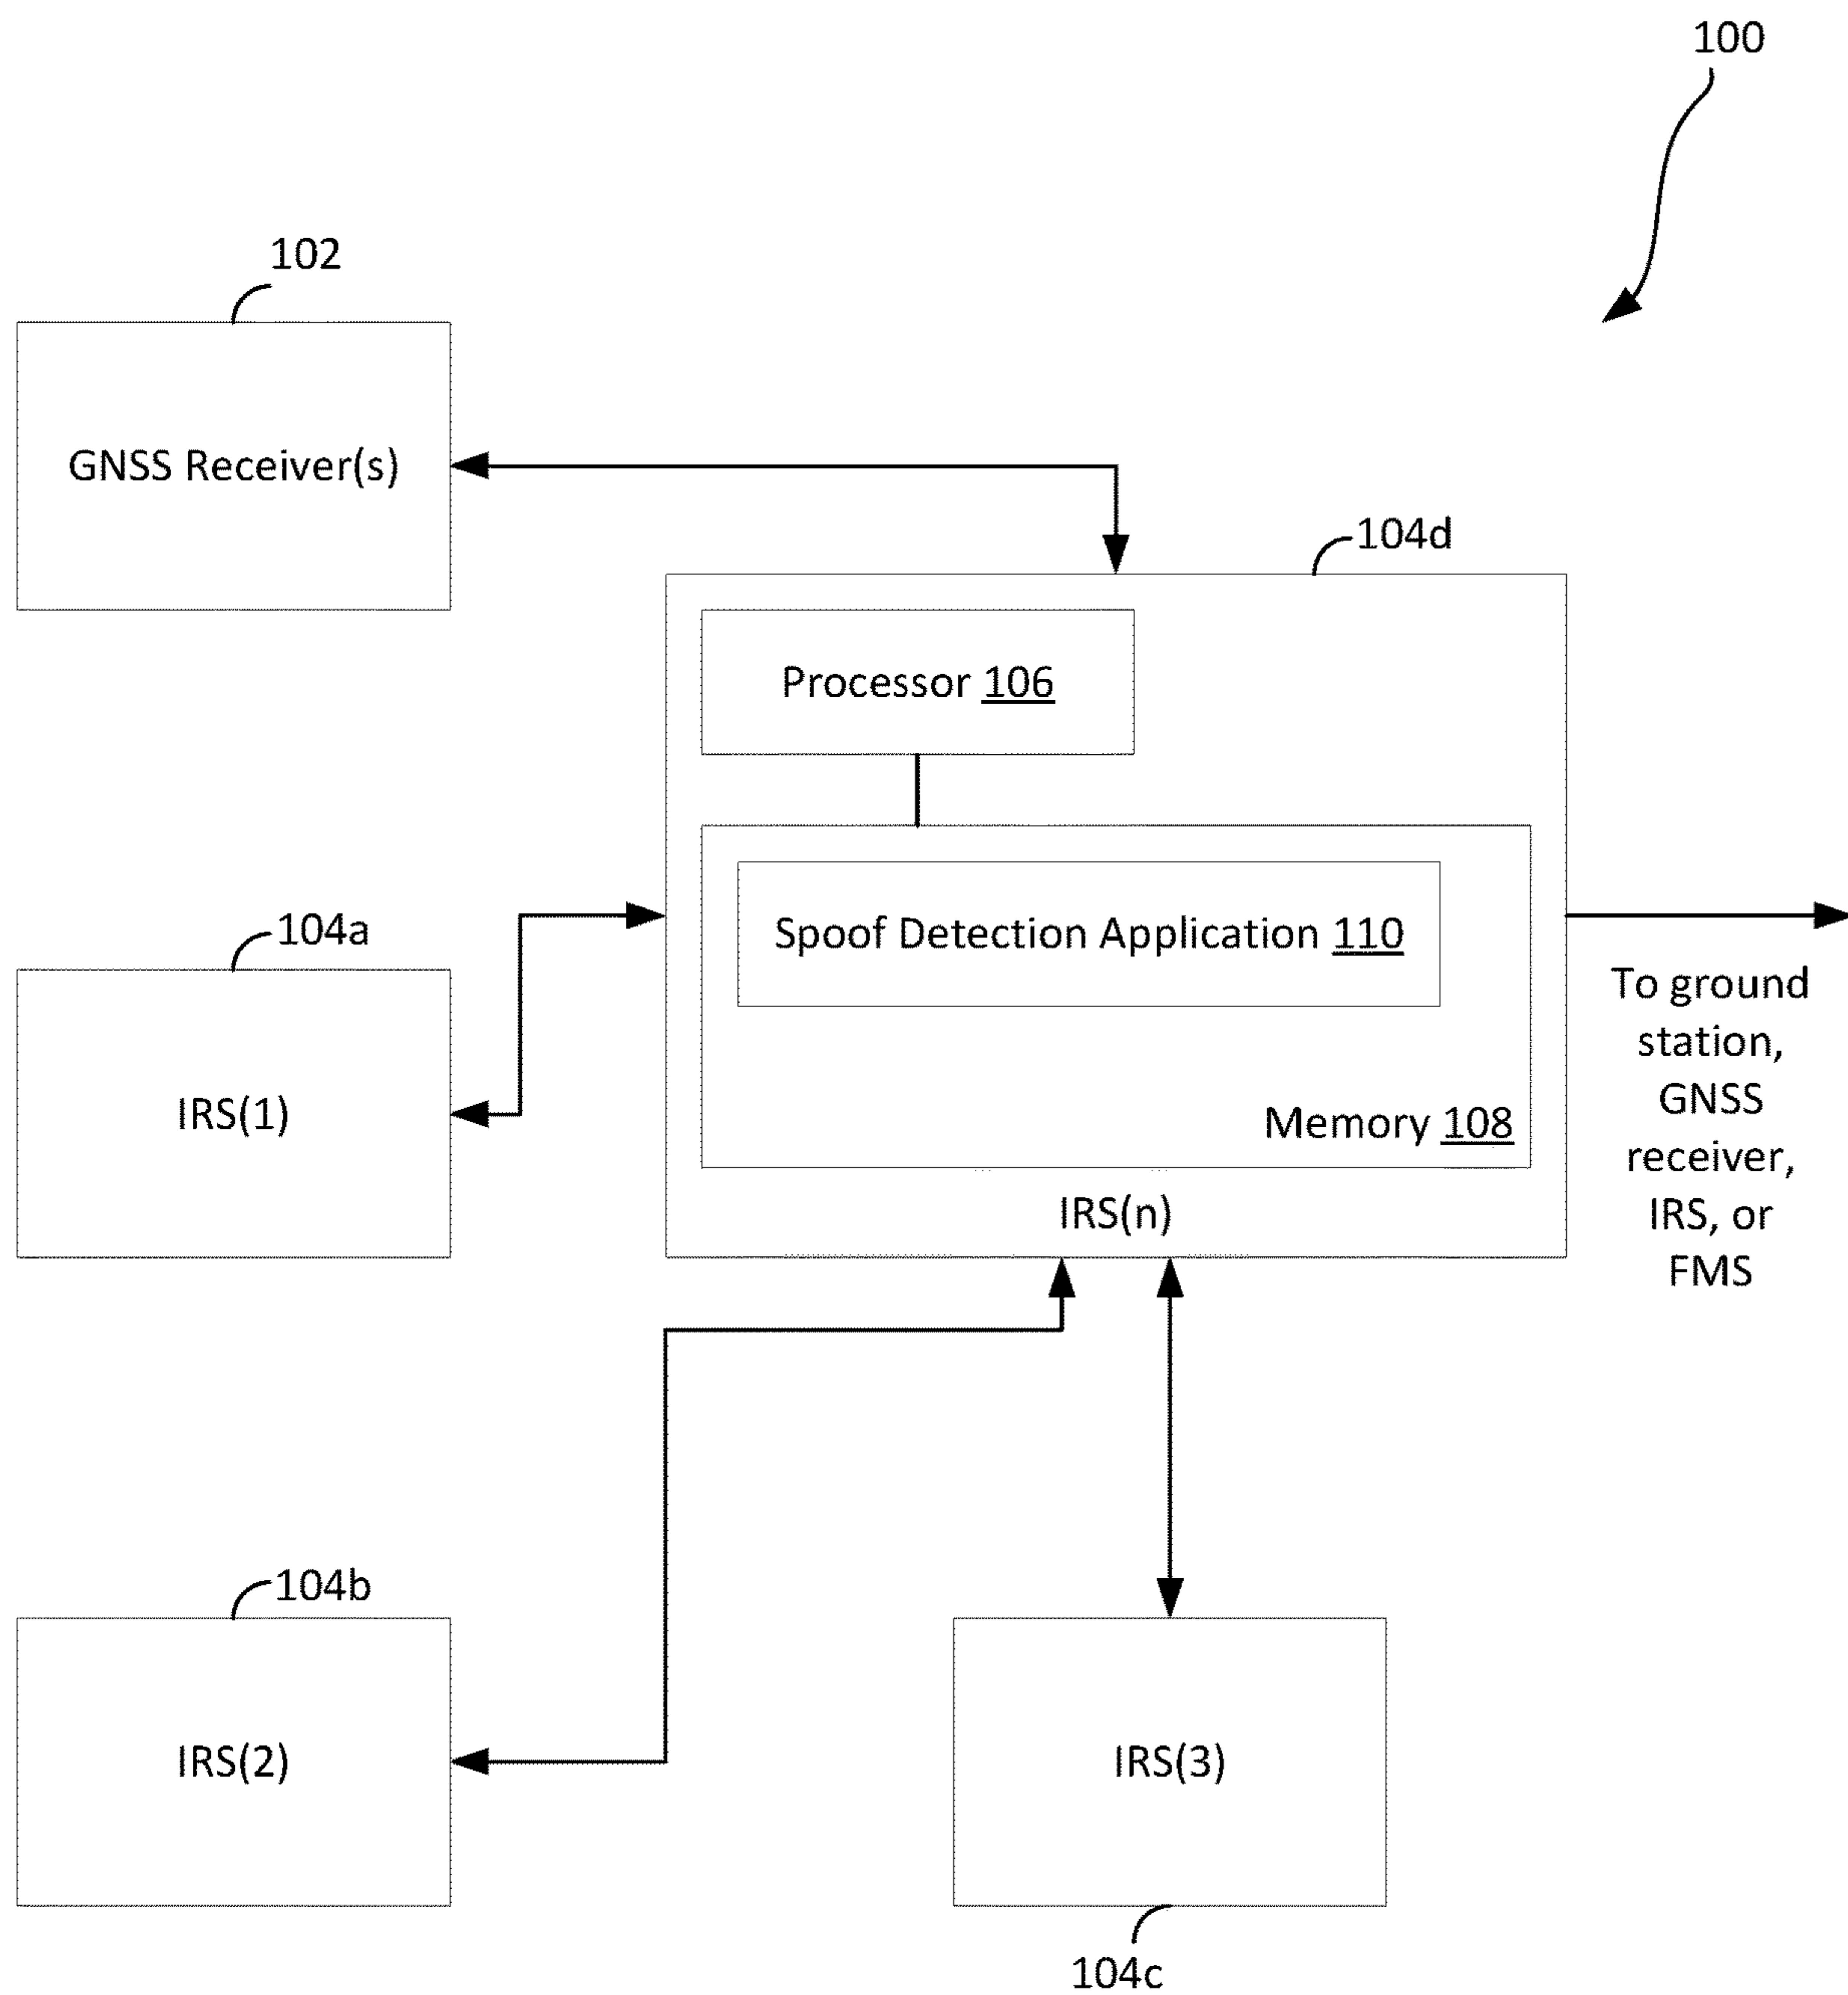 100
102
GNSS Receiver(s)
104d
Processor 106
104a
Spoof Detection Application 110
To ground
station,
GNSS
receiver,
IRS, or
FMS
IRS(1)
Memory 108
IRS(n)
104b
IRS(2)
IRS(3)
104c